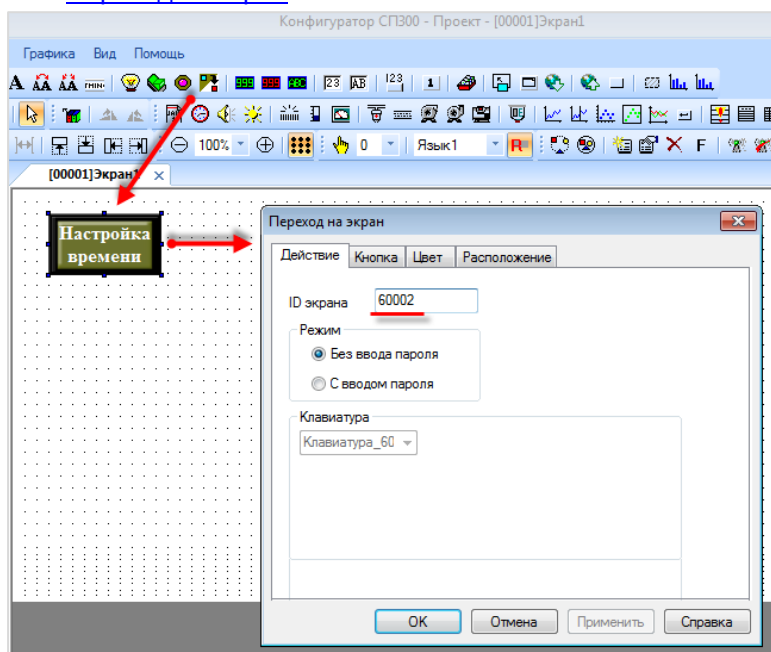 Конфигуратор СП300 - Проект - [00001]Экран1
Графика Вид Помощь
100% 0 Язык1
[00001]Экран1
Настройка
времени
Переход на экран
Действие Кнопка Цвет Расположение
ID экрана 60002
Режим
Без ввода пароля
С вводом пароля
Клавиатура
Клавиатура_60
OK Отмена Применить Справка